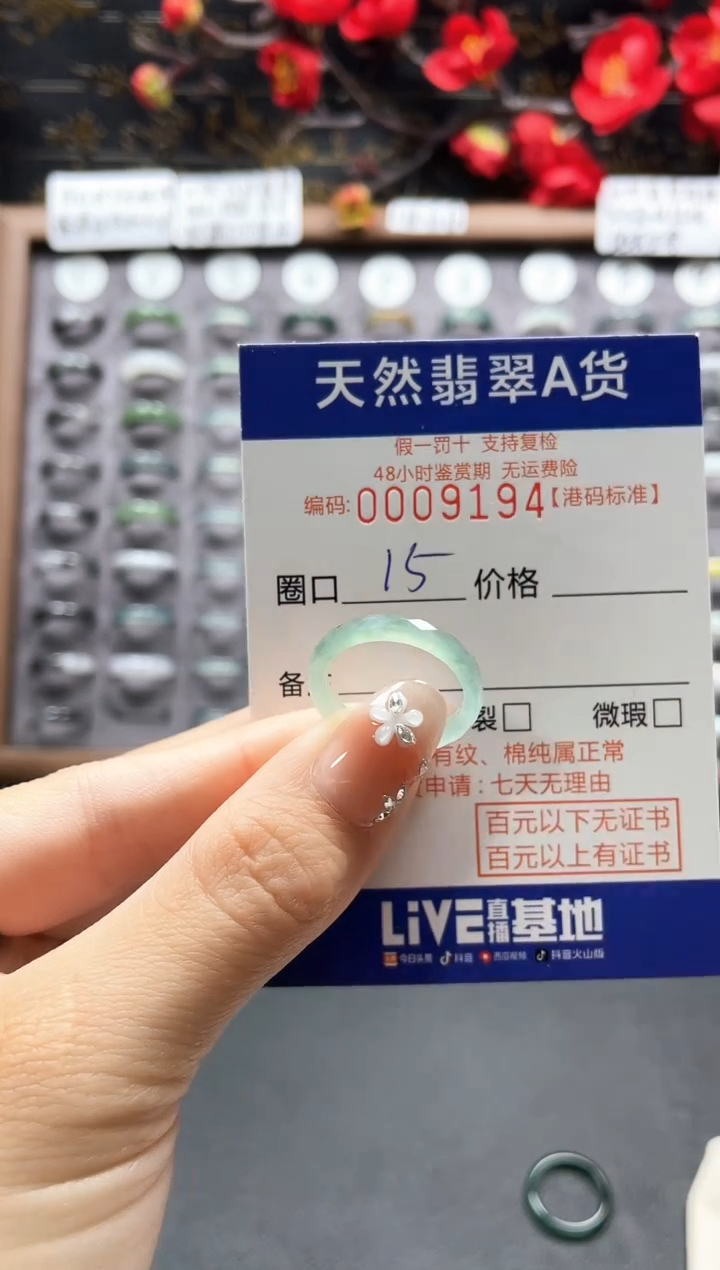 天然翡翠A货
假一罚十 支持复检
48小时鉴赏期 无运费险
编码:0009194【港码标准】
圈口 15 价格
备
裂□ 微瑕□
有纹、棉纯属正常
申请:七天无理由
百元以下无证书
百元以上有证书
LiVE直播基地
今日头条 抖音 西瓜视频 抖音火山版